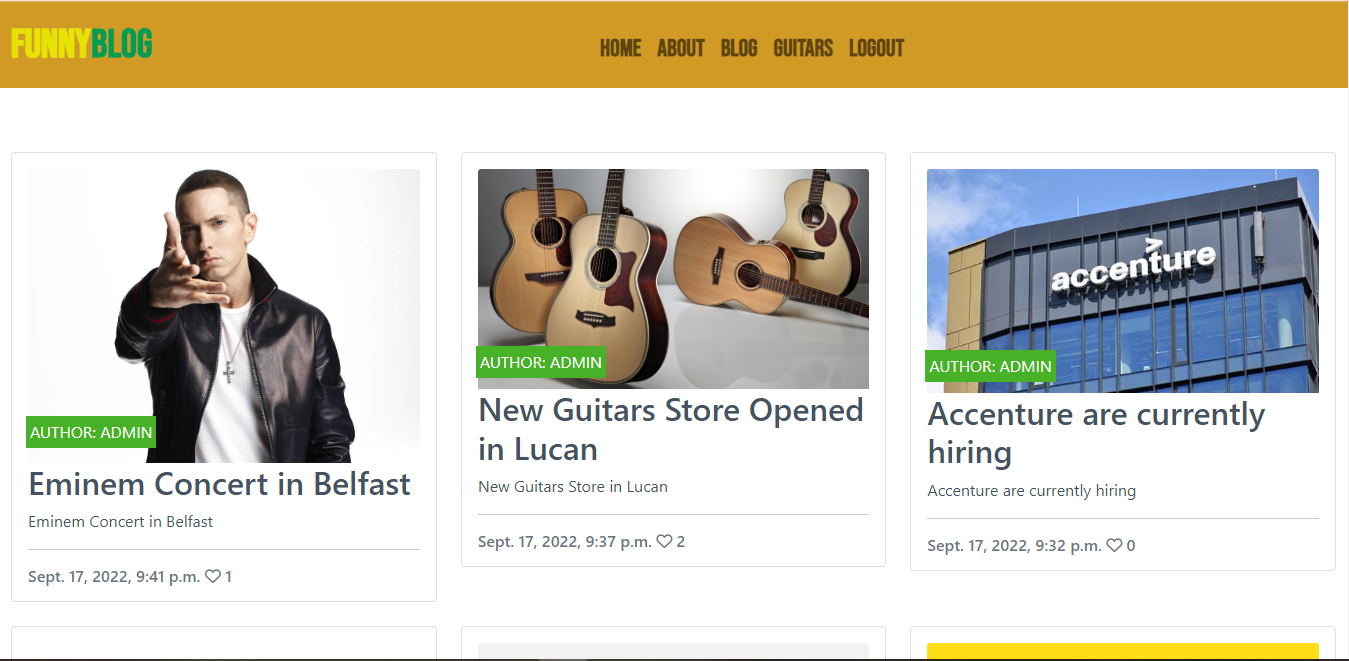 FUNNYBLOG
HOME ABOUT BLOG GUITARS LOGOUT
AUTHOR: ADMIN
Eminem Concert in Belfast
Eminem Concert in Belfast
Sept. 17, 2022, 9:41 p.m. 1
AUTHOR: ADMIN
New Guitars Store Opened
in Lucan
New Guitars Store in Lucan
Sept. 17, 2022, 9:37 p.m. 2
accenture
AUTHOR: ADMIN
Accenture are currently
hiring
Accenture are currently hiring
Sept. 17, 2022, 9:32 p.m. 0